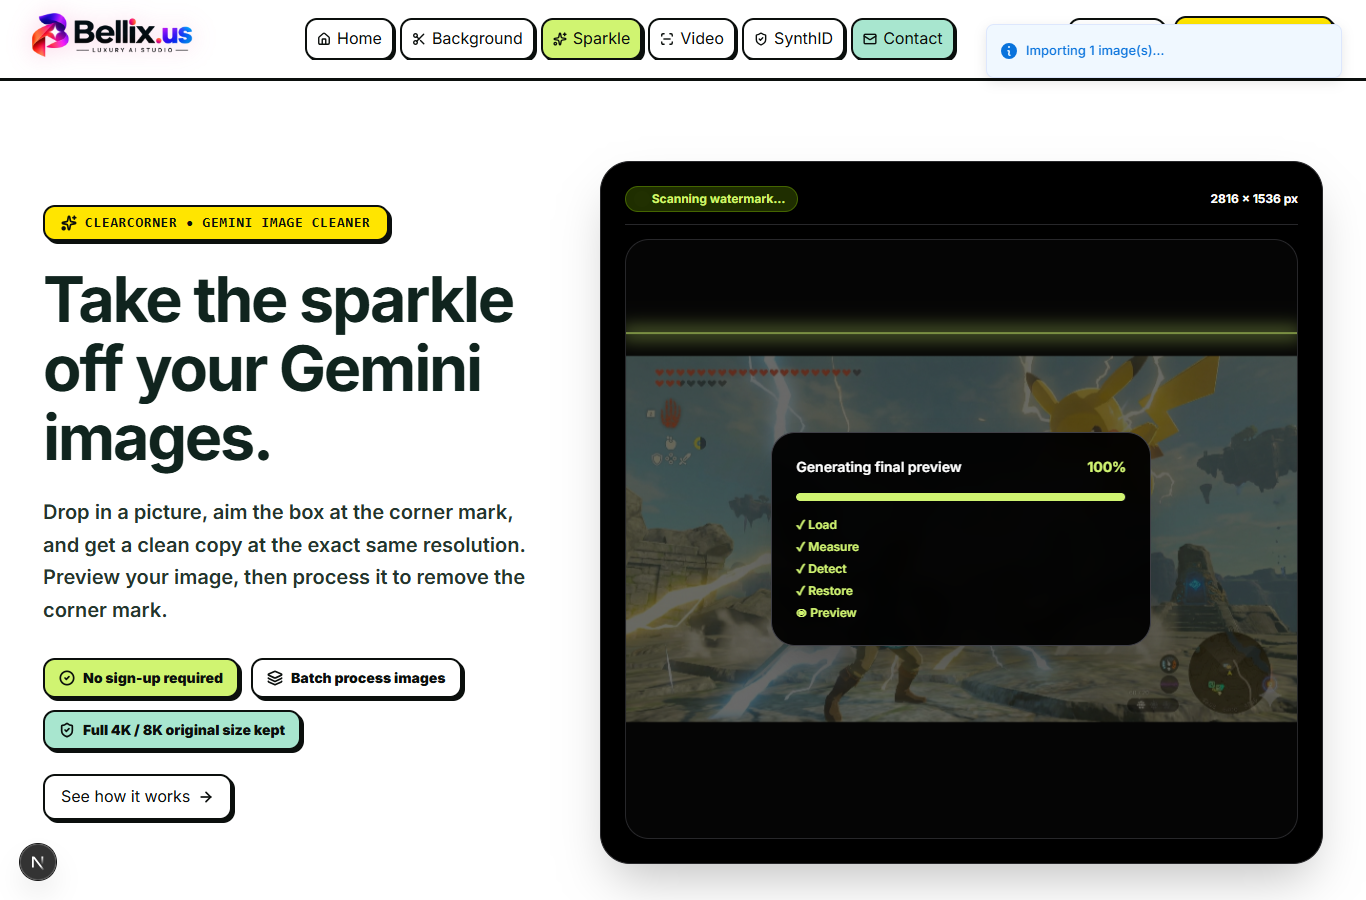 Bellix.us
LUXURY AI STUDIO
Home
Background
Sparkle
Video
SynthID
Contact
Importing 1 image(s)...
CLEARCORNER • GEMINI IMAGE CLEANER
Take the sparkle
off your Gemini
images.
Drop in a picture, aim the box at the corner mark,
and get a clean copy at the exact same resolution.
Preview your image, then process it to remove the
corner mark.
No sign-up required
Batch process images
Full 4K / 8K original size kept
See how it works →
N
Scanning watermark...
2816 × 1536 px
Generating final preview
100%
✓ Load
✓ Measure
✓ Detect
✓ Restore
Preview